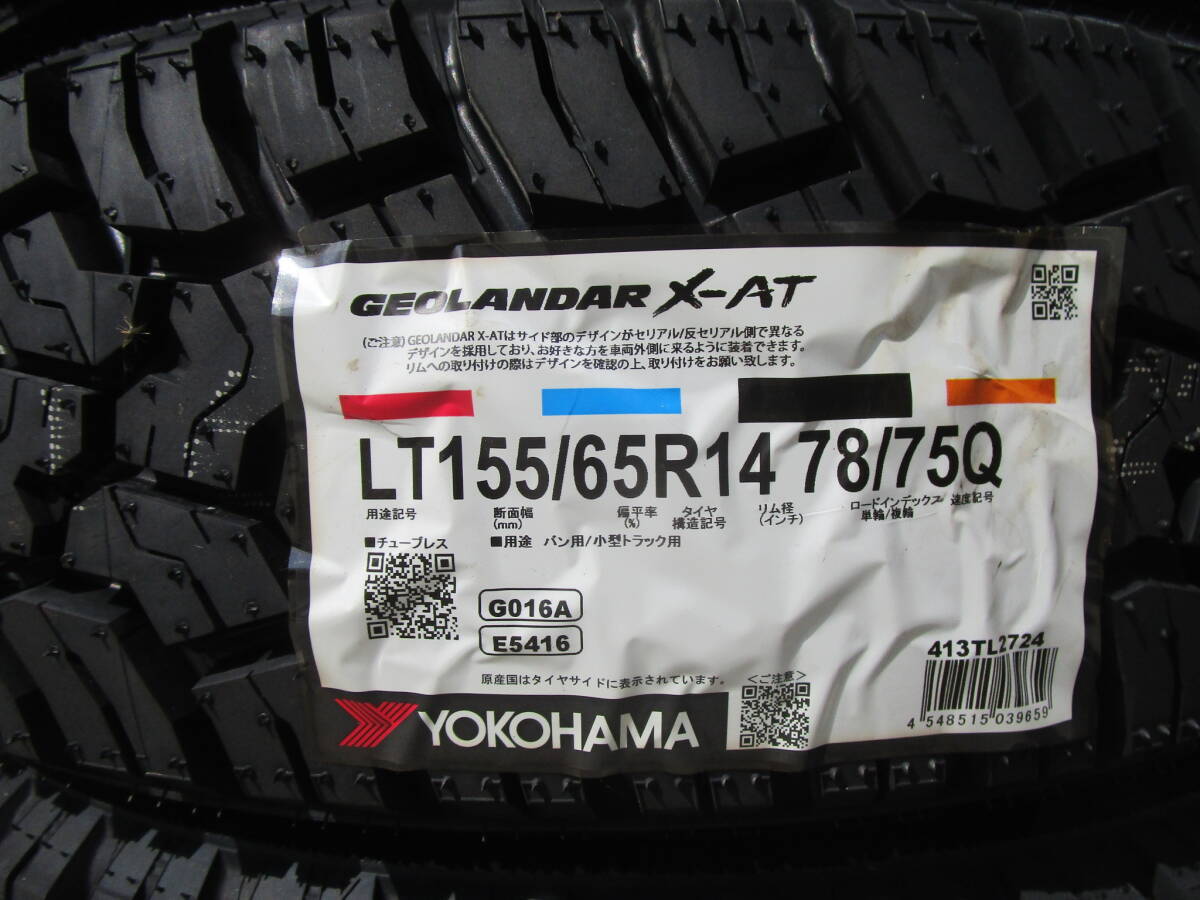 GEOLANDAR X-AT
(ご注意) GEOLANDAR X-ATはサイド部のデザインがセリアル/反セリアル側で異なる
デザインを採用しており、お好きな方を車両外側に来るように装着できます。
リムへの取り付けの際はデザインを確認の上、取り付けをお願い致します。
LT155/65R14 78/75Q
用途記号 断面幅 偏平率 タイヤ リム径 ロードインデックス 速度記号
(mm) (%) 構造記号 (インチ) 単輪/複輪
■チューブレス ■用途 バン用/小型トラック用
G016A
E5416
413TL2724
原産国はタイヤサイドに表示されています。 <ご注意>
4 548515 039659
YOKOHAMA